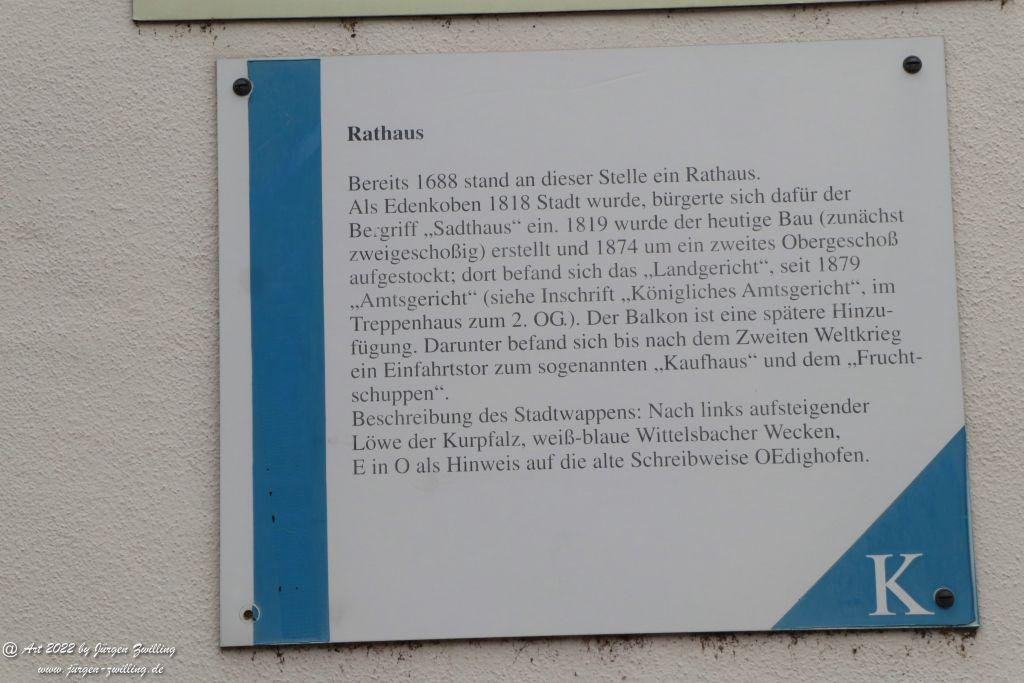 Rathaus
Bereits 1688 stand an dieser Stelle ein Rathaus.
Als Edenkoben 1818 Stadt wurde, bürgerte sich dafür der
Begriff „Sadthaus“ ein. 1819 wurde der heutige Bau (zunächst
zweigeschoßig) erstellt und 1874 um ein zweites Obergeschoß
aufgestockt; dort befand sich das „Landgericht“, seit 1879
„Amtsgericht“ (siehe Inschrift „Königliches Amtsgericht“, im
Treppenhaus zum 2. OG.). Der Balkon ist eine spätere Hinzu-
fügung. Darunter befand sich bis nach dem Zweiten Weltkrieg
ein Einfahrtstor zum sogenannten „Kaufhaus“ und dem „Frucht-
schuppen“.
Beschreibung des Stadtwappens: Nach links aufsteigender
Löwe der Kurpfalz, weiß-blaue Wittelsbacher Wecken,
E in O als Hinweis auf die alte Schreibweise OEdighofen.
K
@ Art 2022 by Jürgen Zwilling
www.jürgen-zwilling.de